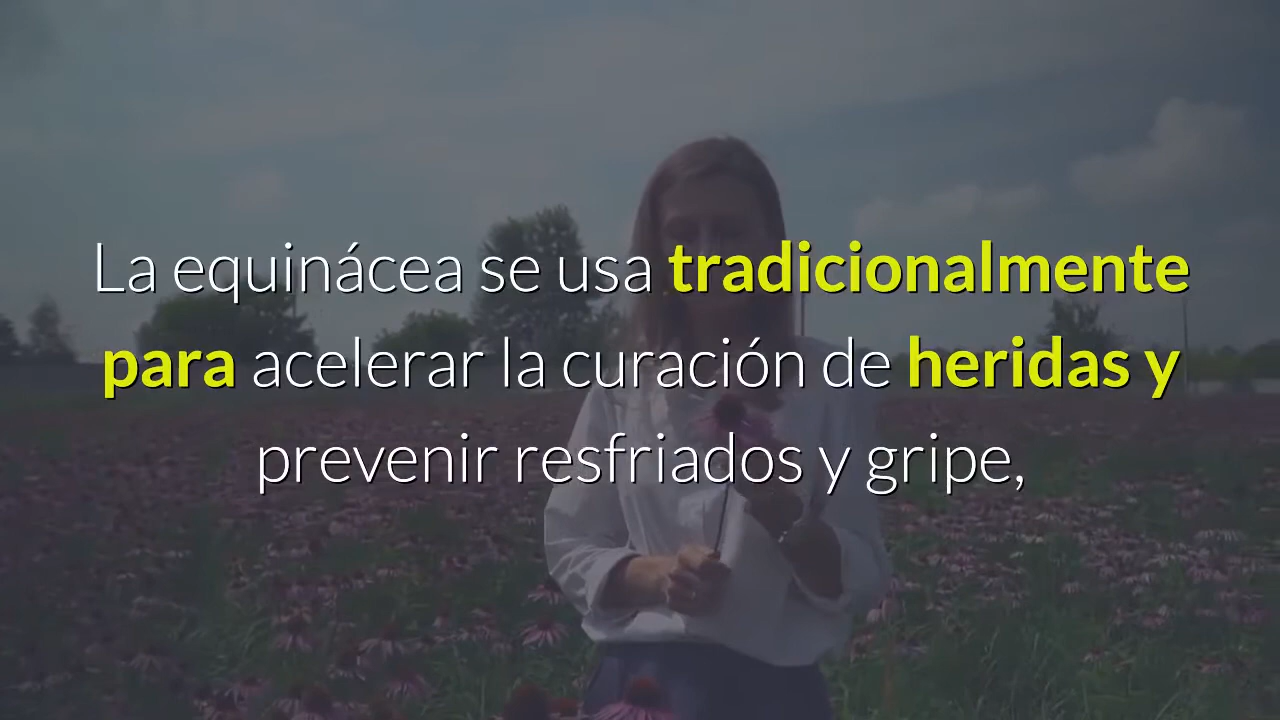 La equinácea se usa tradicionalmente
para acelerar la curación de heridas y
prevenir resfriados y gripe,